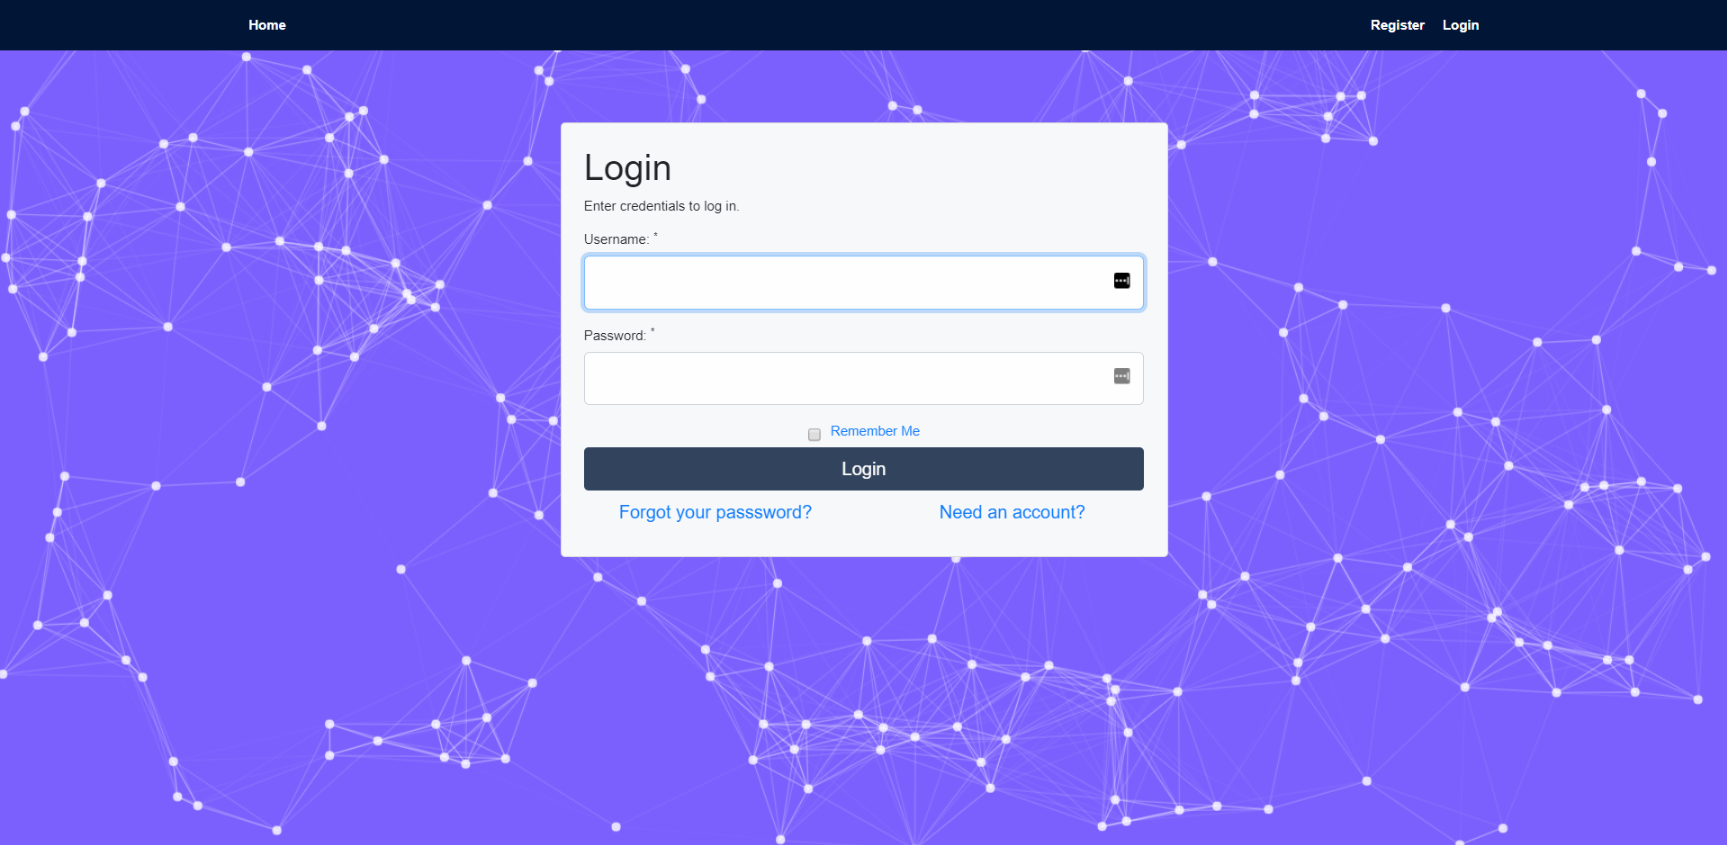 Home Register Login
Login
Enter credentials to log in.
Username: *
Password: *
Remember Me
Login
Forgot your passsword? Need an account?